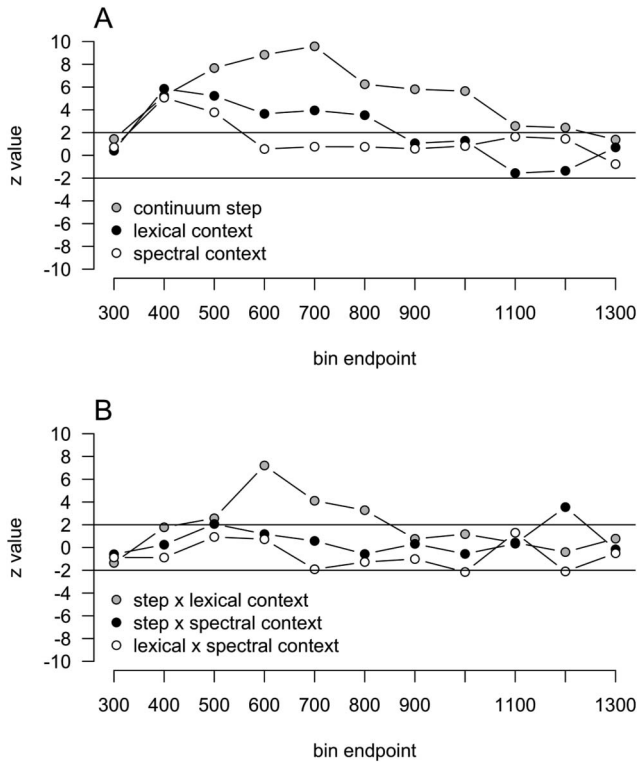 A
10
8
6
4
2
0
-2
-4
-6
-8
-10
z value
continuum step
lexical context
spectral context
300 400 500 600 700 800 900 1100 1300
bin endpoint
B
10
8
6
4
2
0
-2
-4
-6
-8
-10
z value
step x lexical context
step x spectral context
lexical x spectral context
300 400 500 600 700 800 900 1100 1300
bin endpoint